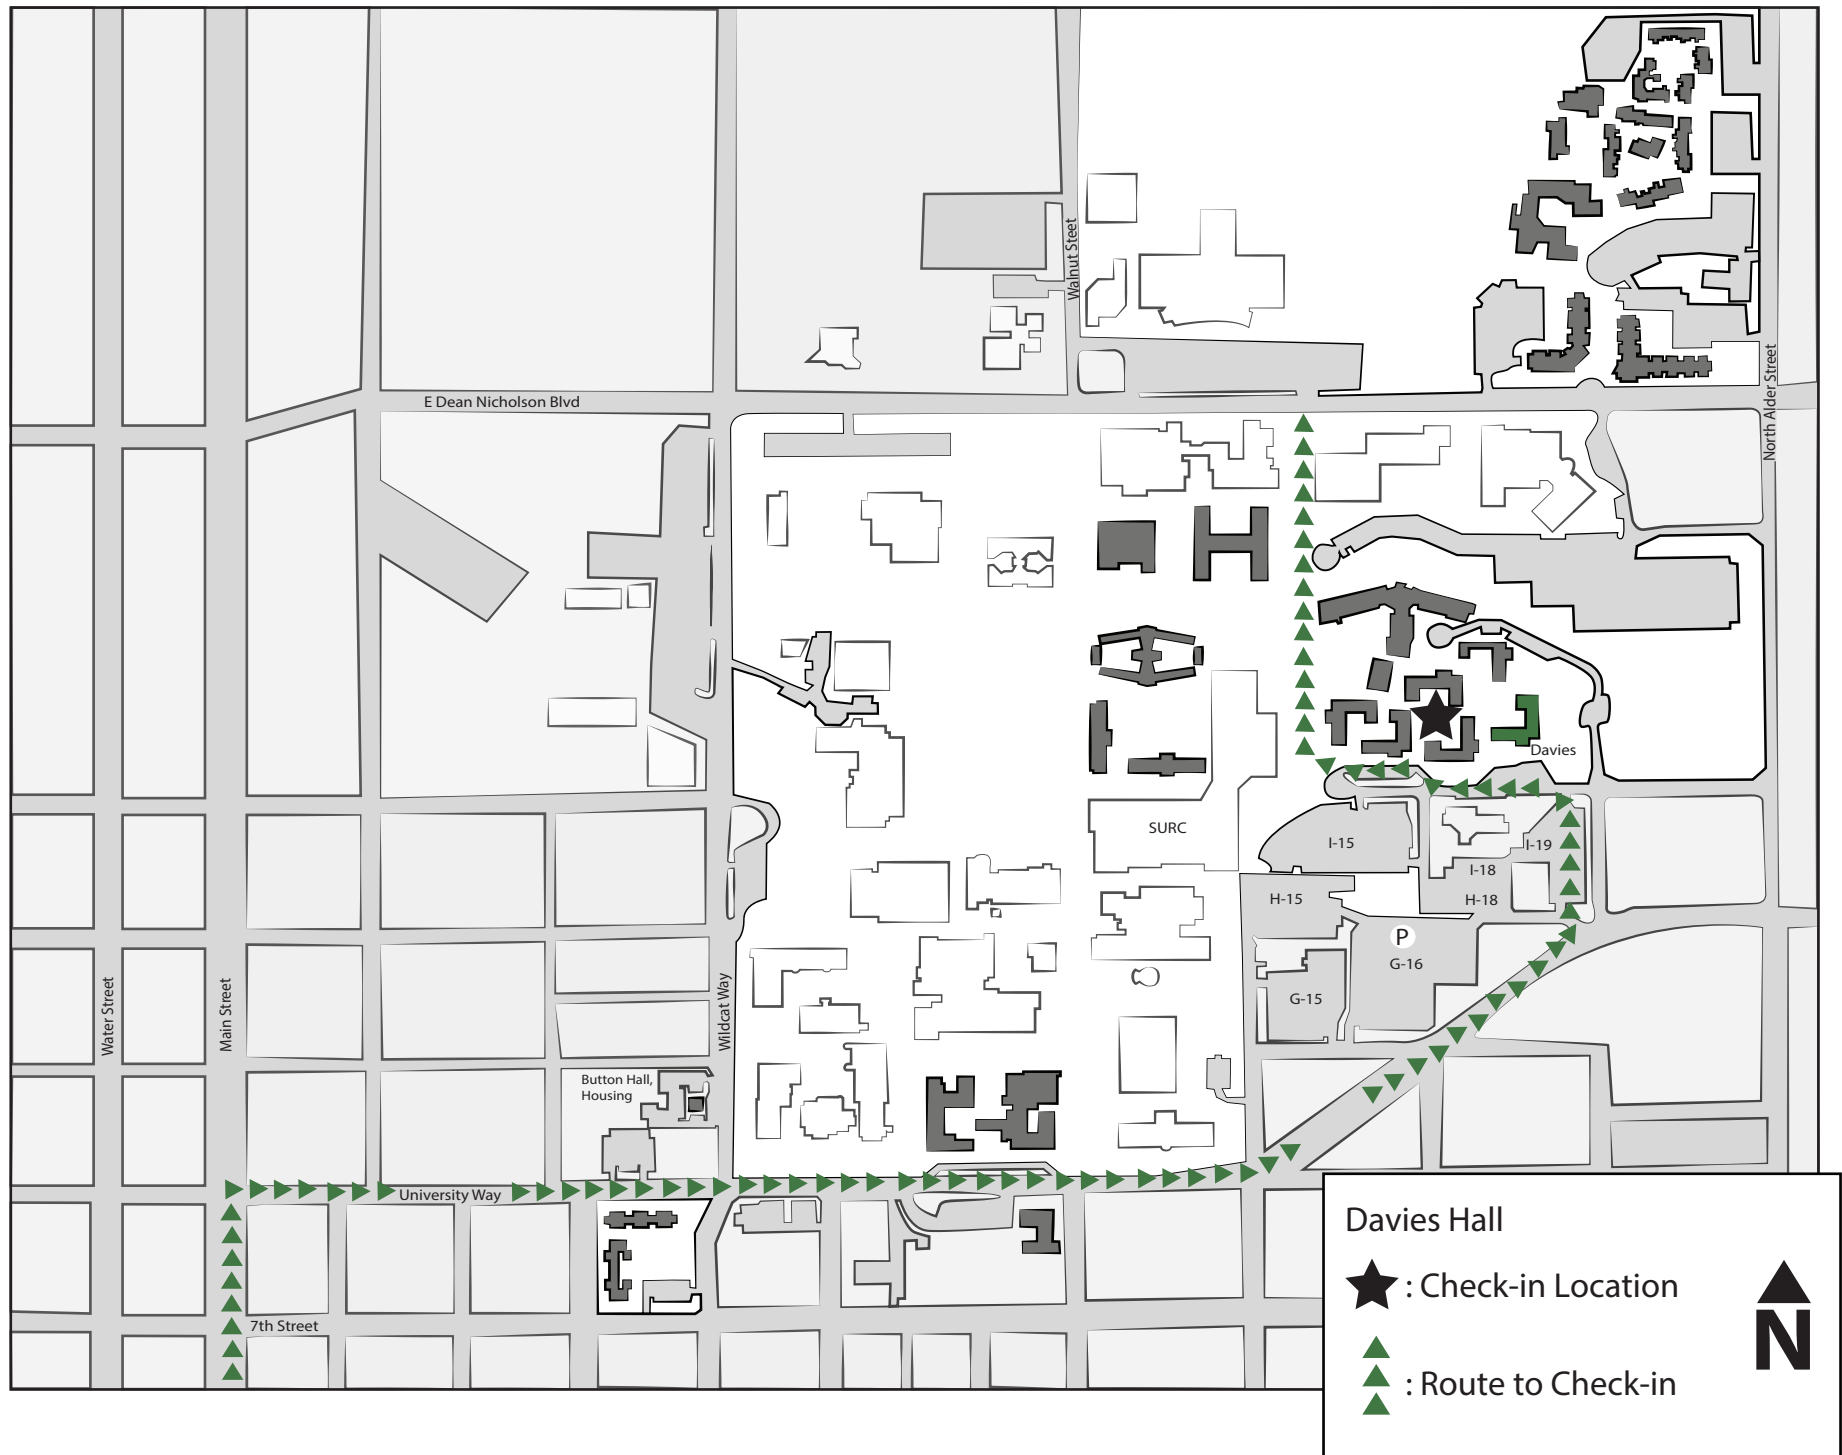 Walnut Steet
E Dean Nicholson Blvd
North Alder Street
Davies
SURC
I-15
I-19
I-18
H-15
H-18
P
G-16
G-15
Water Street
Main Street
Wildcat Way
Button Hall,
Housing
University Way
7th Street
Davies Hall
: Check-in Location
: Route to Check-in
N